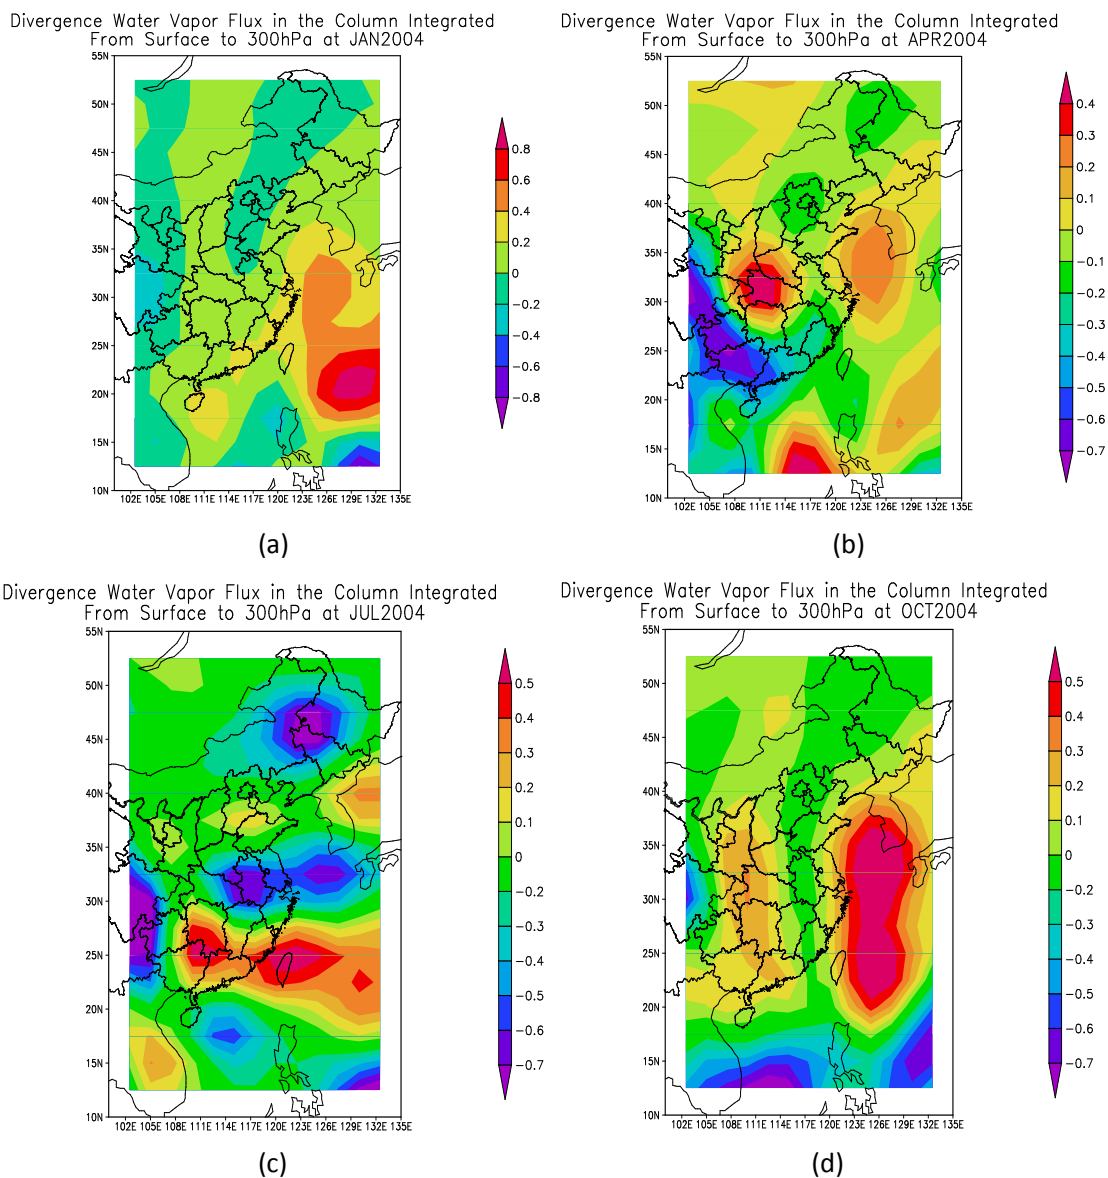 Divergence Water Vapor Flux in the Column Integrated
From Surface to 300hPa at JAN2004
55N
50N
45N
40N
35N
30N
25N
20N
15N
10N
102E 105E 108E 111E 114E 117E 120E 123E 126E 129E 132E 135E
0.8
0.6
0.4
0.2
0
−0.2
−0.4
−0.6
−0.8
(a)
Divergence Water Vapor Flux in the Column Integrated
From Surface to 300hPa at APR2004
55N
50N
45N
40N
35N
30N
25N
20N
15N
10N
102E 105E 108E 111E 114E 117E 120E 123E 126E 129E 132E 135E
0.4
0.3
0.2
0.1
0
−0.1
−0.2
−0.3
−0.4
−0.5
−0.6
−0.7
(b)
Divergence Water Vapor Flux in the Column Integrated
From Surface to 300hPa at JUL2004
55N
50N
45N
40N
35N
30N
25N
20N
15N
10N
102E 105E 108E 111E 114E 117E 120E 123E 126E 129E 132E 135E
0.5
0.4
0.3
0.2
0.1
0
−0.2
−0.3
−0.4
−0.5
−0.6
−0.7
(c)
Divergence Water Vapor Flux in the Column Integrated
From Surface to 300hPa at OCT2004
55N
50N
45N
40N
35N
30N
25N
20N
15N
10N
102E 105E 108E 111E 114E 117E 120E 123E 126E 129E 132E 135E
0.5
0.4
0.3
0.2
0.1
0
−0.2
−0.3
−0.4
−0.5
−0.6
−0.7
(d)